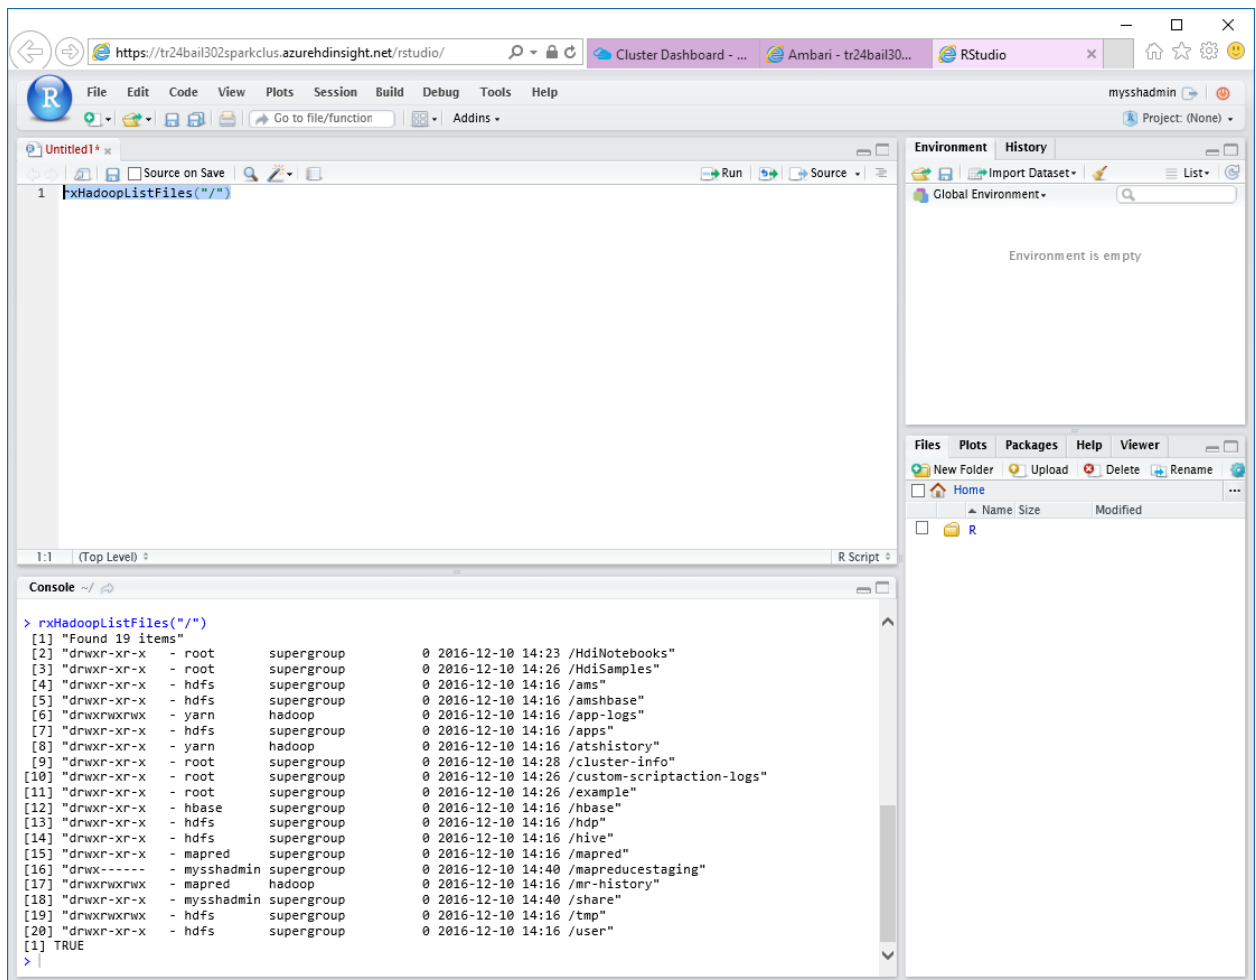 https://tr24bail302sparkclus.azurehdinsight.net/rstudio/ Cluster Dashboard - ... Ambari - tr24bail30... RStudio
R File Edit Code View Plots Session Build Debug Tools Help mysshadmin
Go to file/function Addins Project: (None)
Untitled1*
Source on Save Run Source
1 rxHadoopListFiles("/")
1:1 (Top Level) R Script
Console ~/
> rxHadoopListFiles("/")
[1] "Found 19 items"
[2] "drwxr-xr-x   - root       supergroup          0 2016-12-10 14:23 /HdiNotebooks"
[3] "drwxr-xr-x   - root       supergroup          0 2016-12-10 14:26 /HdiSamples"
[4] "drwxr-xr-x   - hdfs       supergroup          0 2016-12-10 14:16 /ams"
[5] "drwxr-xr-x   - hdfs       supergroup          0 2016-12-10 14:16 /amshbase"
[6] "drwxrwxrwx   - yarn       hadoop              0 2016-12-10 14:16 /app-logs"
[7] "drwxr-xr-x   - hdfs       supergroup          0 2016-12-10 14:16 /apps"
[8] "drwxr-xr-x   - yarn       hadoop              0 2016-12-10 14:16 /atshistory"
[9] "drwxr-xr-x   - root       supergroup          0 2016-12-10 14:28 /cluster-info"
[10] "drwxr-xr-x   - root       supergroup          0 2016-12-10 14:26 /custom-scriptaction-logs"
[11] "drwxr-xr-x   - root       supergroup          0 2016-12-10 14:26 /example"
[12] "drwxr-xr-x   - hbase      supergroup          0 2016-12-10 14:16 /hbase"
[13] "drwxr-xr-x   - hdfs       supergroup          0 2016-12-10 14:16 /hdp"
[14] "drwxr-xr-x   - hdfs       supergroup          0 2016-12-10 14:16 /hive"
[15] "drwxr-xr-x   - mapred     supergroup          0 2016-12-10 14:16 /mapred"
[16] "drwx------   - mysshadmin supergroup          0 2016-12-10 14:40 /mapreducestaging"
[17] "drwxrwxrwx   - mapred     hadoop              0 2016-12-10 14:16 /mr-history"
[18] "drwxr-xr-x   - mysshadmin supergroup          0 2016-12-10 14:40 /share"
[19] "drwxrwxrwx   - hdfs       supergroup          0 2016-12-10 14:16 /tmp"
[20] "drwxr-xr-x   - hdfs       supergroup          0 2016-12-10 14:16 /user"
[1] TRUE
>
Environment History
Import Dataset List
Global Environment
Environment is empty
Files Plots Packages Help Viewer
New Folder Upload Delete Rename
Home ...
Name Size Modified
R